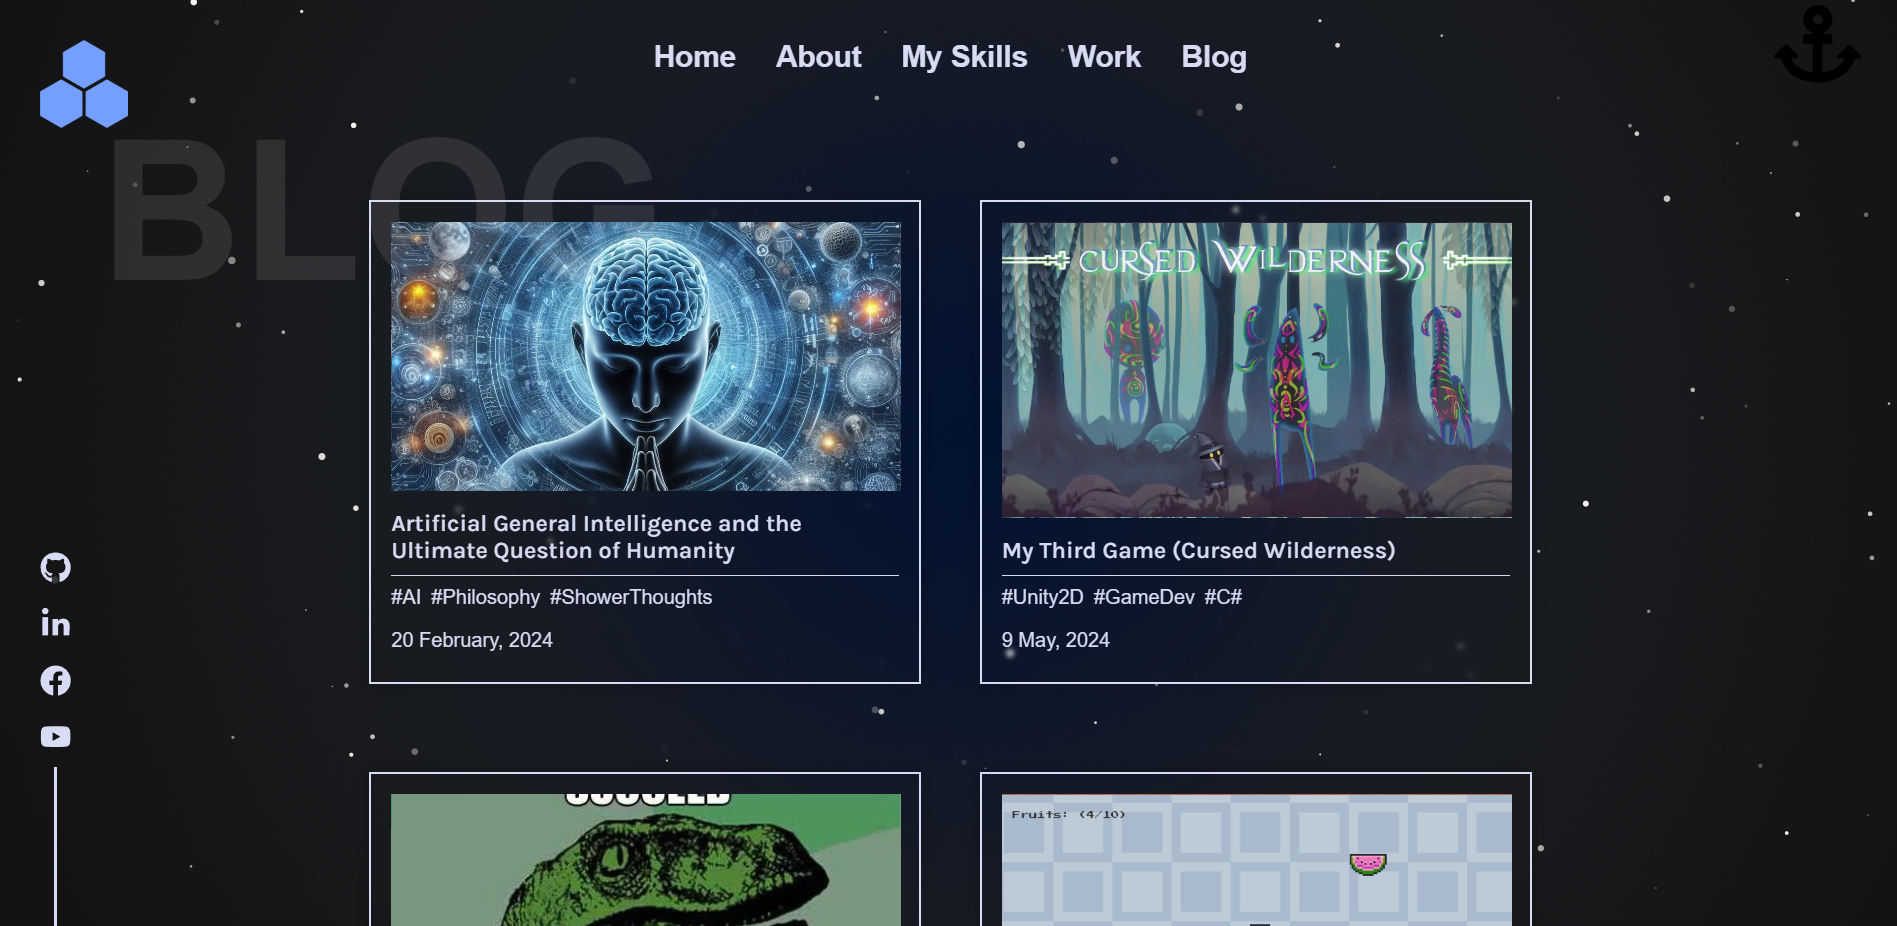 Home About My Skills Work Blog
BLOG
CURSED WILDERNESS
Artificial General Intelligence and the
Ultimate Question of Humanity
#AI #Philosophy #ShowerThoughts
20 February, 2024
My Third Game (Cursed Wilderness)
#Unity2D #GameDev #C#
9 May, 2024
Fruits: (4/10)